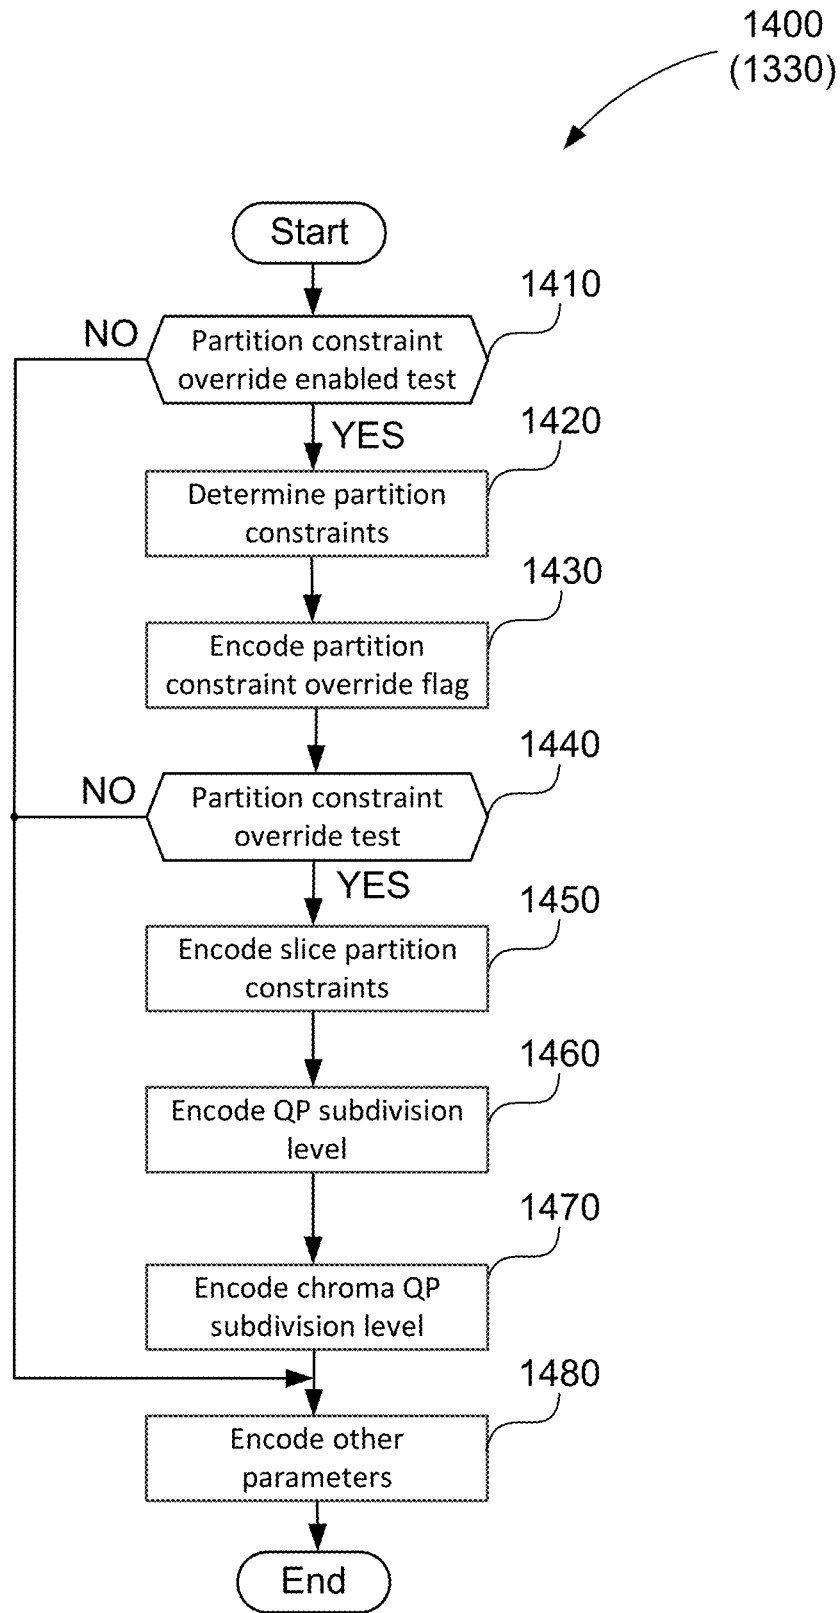 1400
(1330)
Start
1410
NO
Partition constraint
override enabled test
YES
1420
Determine partition
constraints
1430
Encode partition
constraint override flag
1440
NO
Partition constraint
override test
YES
1450
Encode slice partition
constraints
1460
Encode QP subdivision
level
1470
Encode chroma QP
subdivision level
1480
Encode other
parameters
End